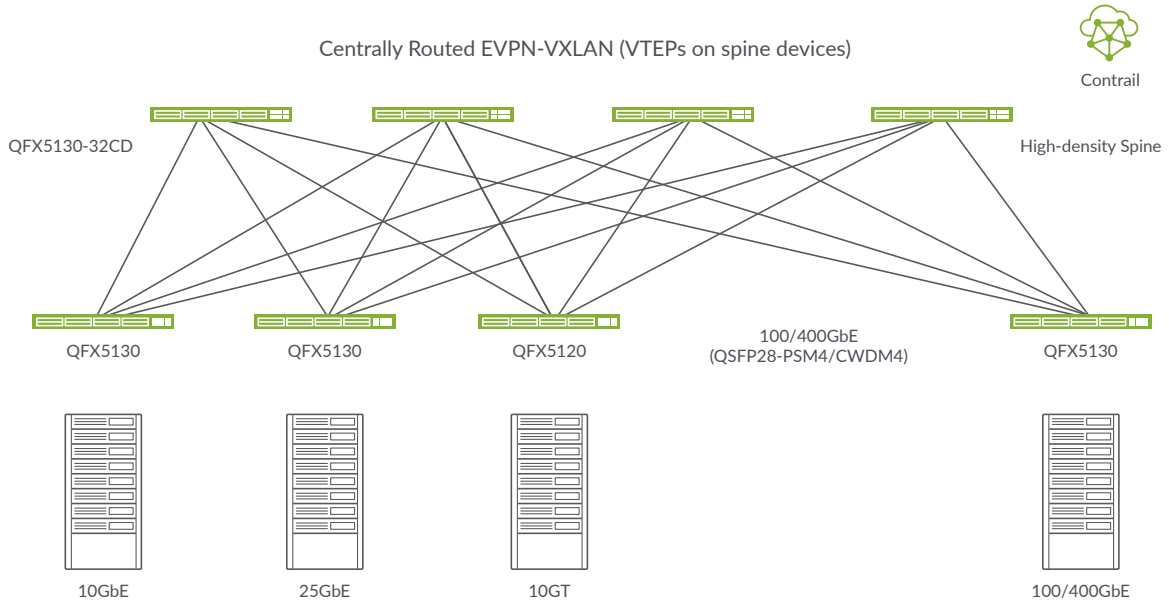 Centrally Routed EVPN-VXLAN (VTEPs on spine devices)
Contrail
QFX5130-32CD
High-density Spine
QFX5130
QFX5130
QFX5120
100/400GbE
(QSFP28-PSM4/CWDM4)
QFX5130
10GbE
25GbE
10GT
100/400GbE